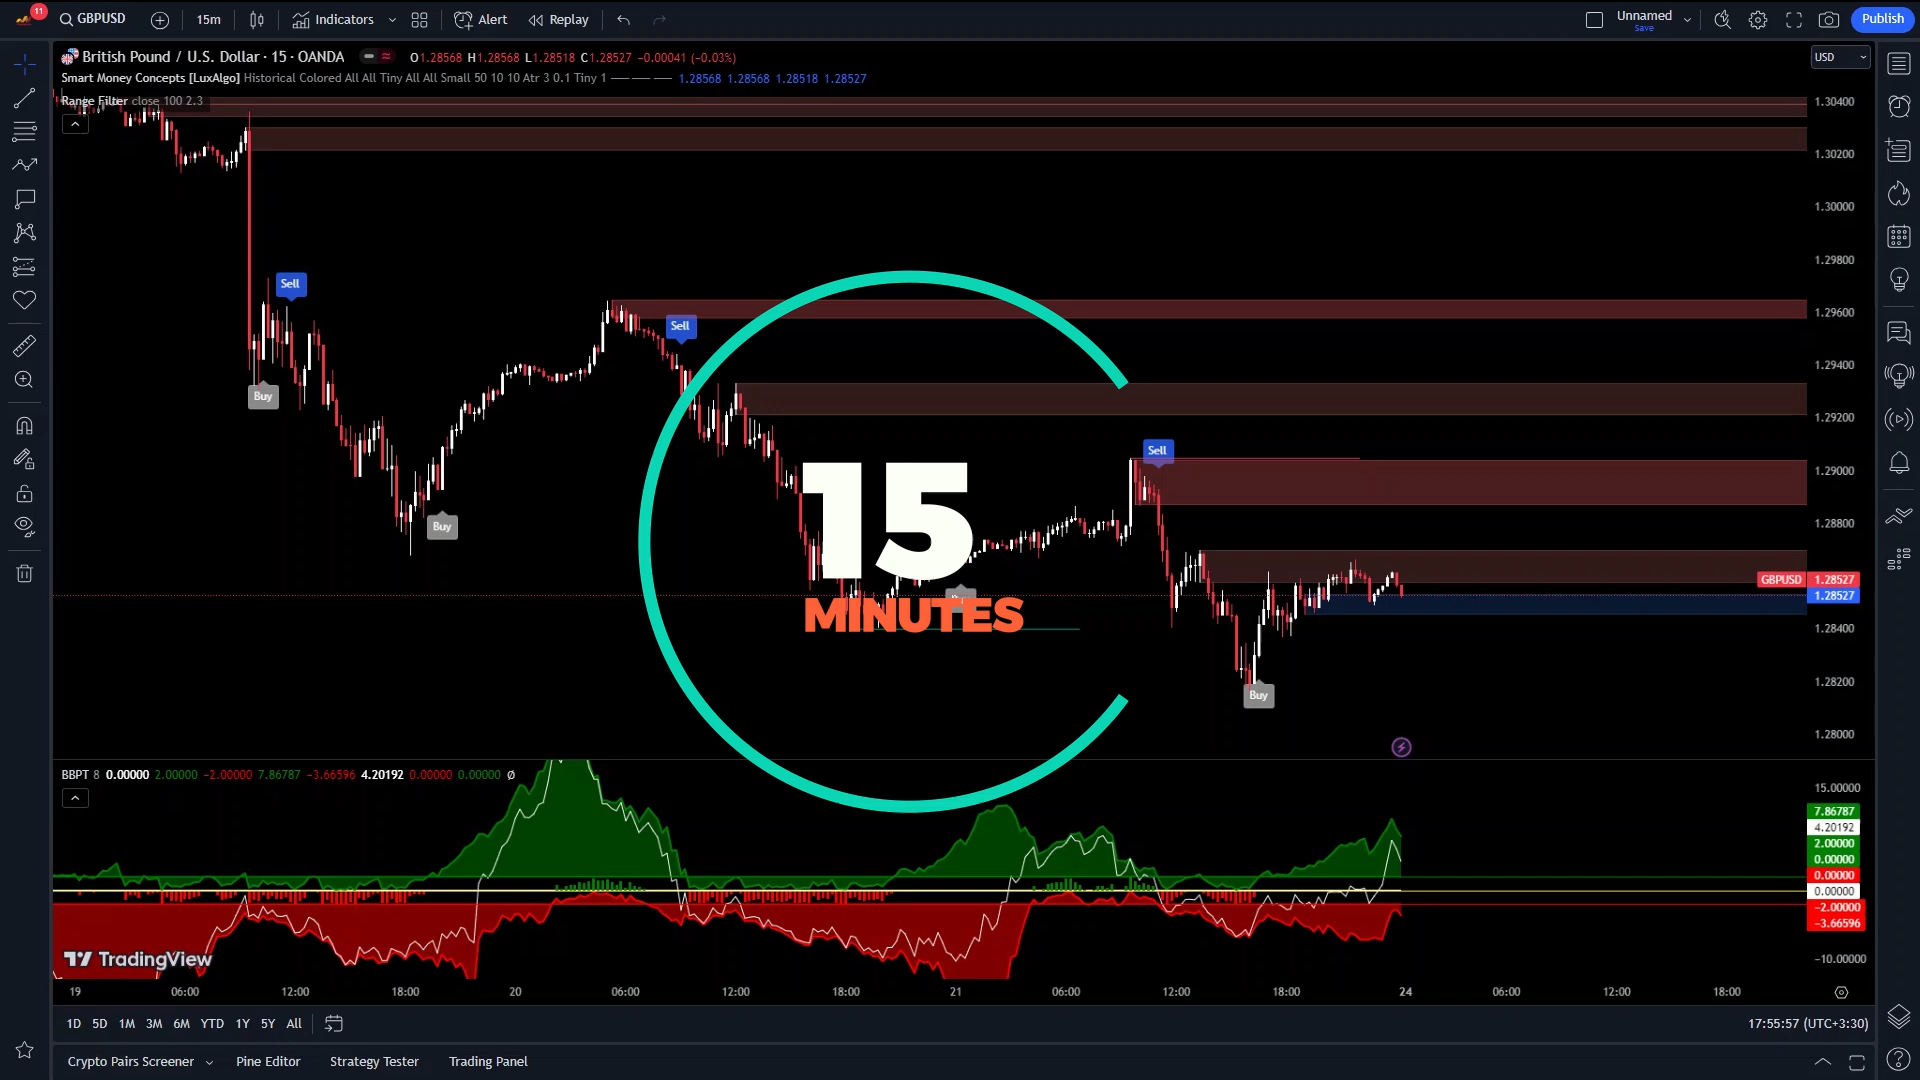 11
GBPUSD
15m
Indicators
Alert
Replay
Unnamed
Save
Publish
British Pound / U.S. Dollar · 15 · OANDA
O1.28568 H1.28568 L1.28518 C1.28527 −0.00041 (−0.03%)
USD
Smart Money Concepts [LuxAlgo] Historical Colored All All Tiny All All Small 50 10 10 Atr 3 0.1 Tiny 1
1.28568 1.28568 1.28518 1.28527
Range Filter close 100 2.3
1.30400
1.30200
1.30000
1.29800
1.29600
1.29400
1.29200
1.29000
1.28800
GBPUSD 1.28527
1.28527
1.28400
1.28200
1.28000
Sell
Buy
Sell
Buy
Sell
Buy
15
MINUTES
BBPT 8 0.00000 2.00000 −2.00000 7.86787 −3.66596 4.20192 0.00000 0.00000 Ø
15.00000
7.86787
4.20192
2.00000
0.00000
0.00000
0.00000
−2.00000
−3.66596
−10.00000
TradingView
19 06:00 12:00 18:00 20 06:00 12:00 18:00 21 06:00 12:00 18:00 24 06:00 12:00 18:00
1D 5D 1M 3M 6M YTD 1Y 5Y All
17:55:57 (UTC+3:30)
Crypto Pairs Screener
Pine Editor
Strategy Tester
Trading Panel